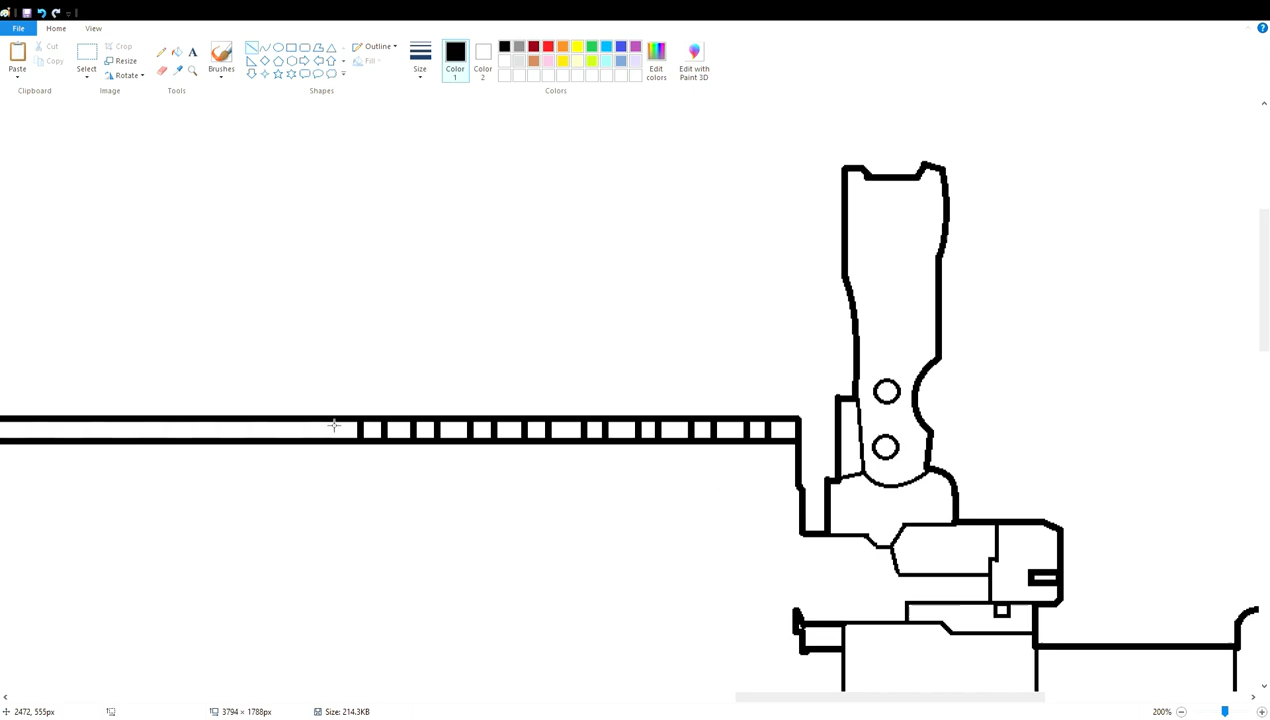 File Home View
Cut
Copy
Paste
Clipboard
Select
Crop
Resize
Rotate
Image
A
Tools
Brushes
Outline
Fill
Shapes
Size
Color
1
Color
2
Edit
colors
Edit with
Paint 3D
Colors
2472, 555px
3794 × 1788px
Size: 214.3KB
200%